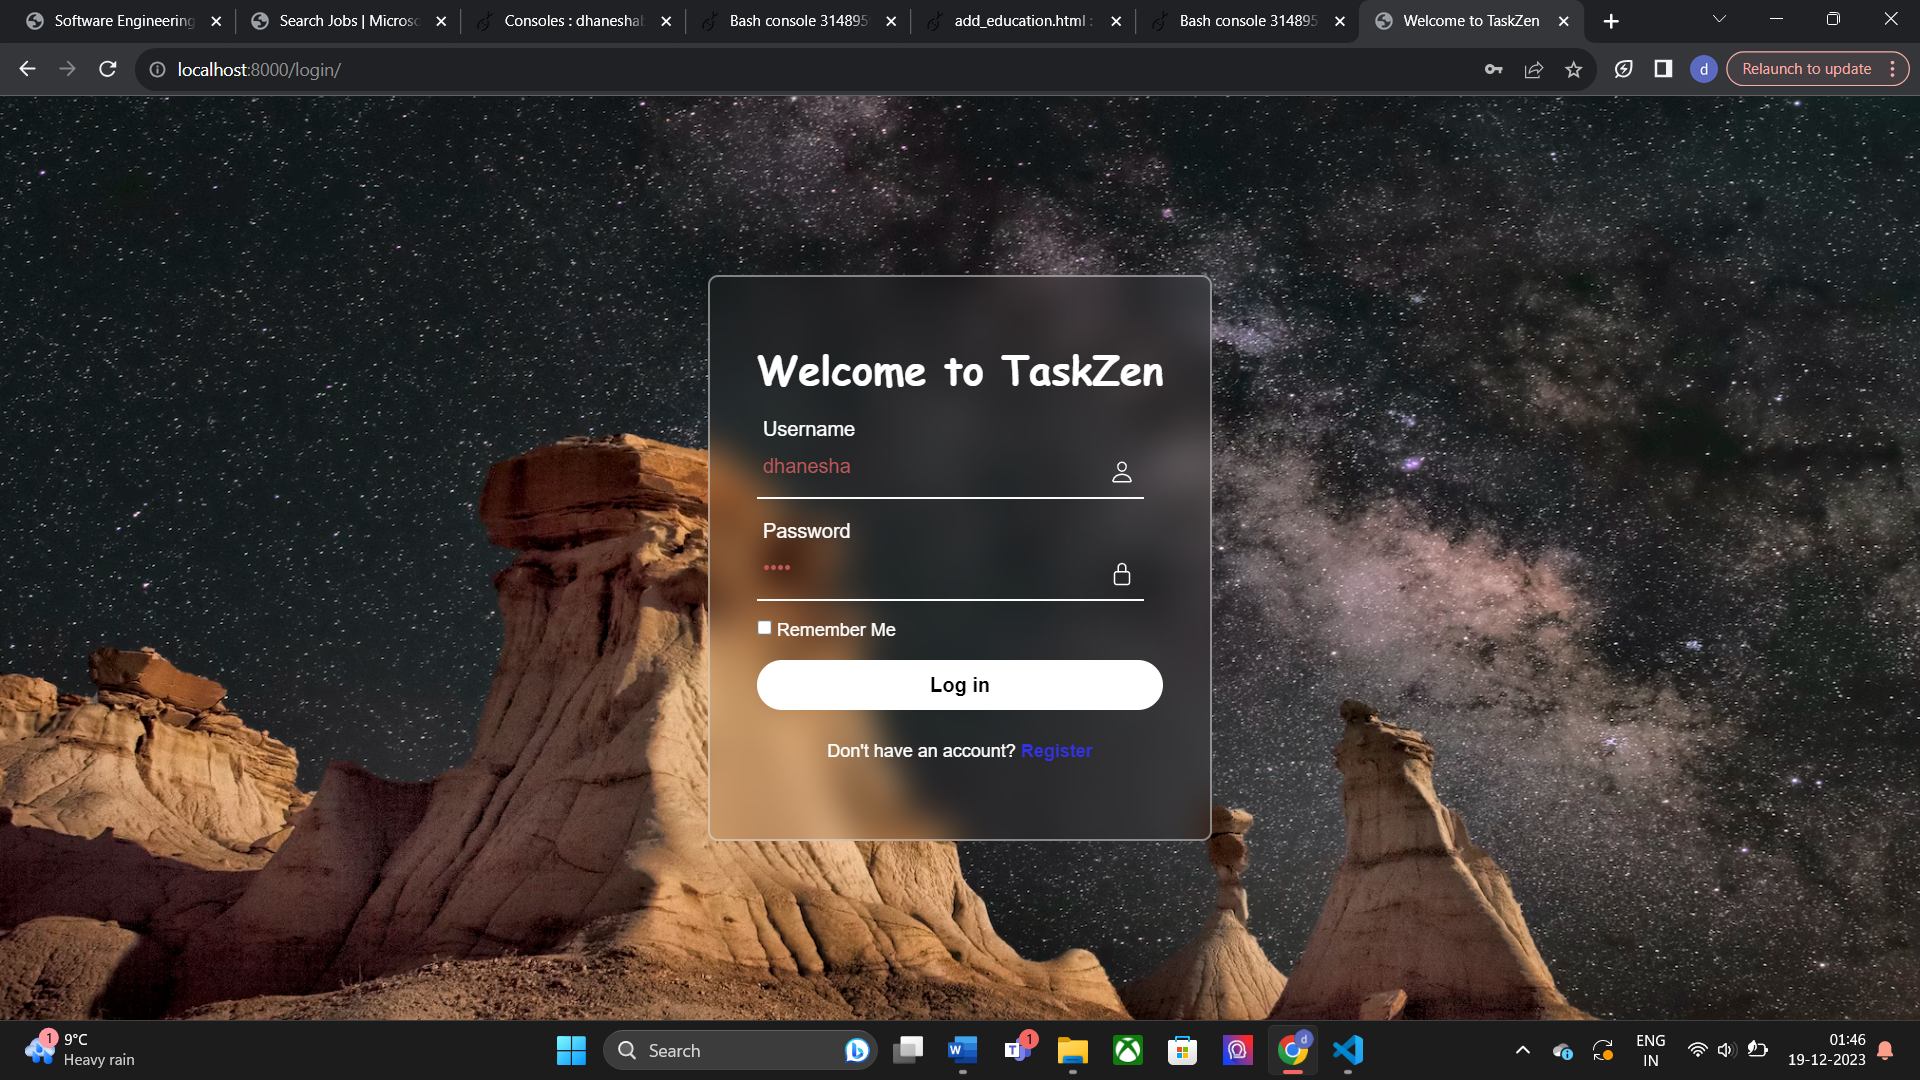 Software Engineering
Search Jobs | Microso
Consoles : dhanesha
Bash console 314895
add_education.html :
Bash console 314895
Welcome to TaskZen
localhost:8000/login/
d
Relaunch to update
Welcome to TaskZen
Username
dhanesha
Password
••••
Remember Me
Log in
Don't have an account? Register
1
9°C
Heavy rain
Search
1
d
ENG
IN
01:46
19-12-2023